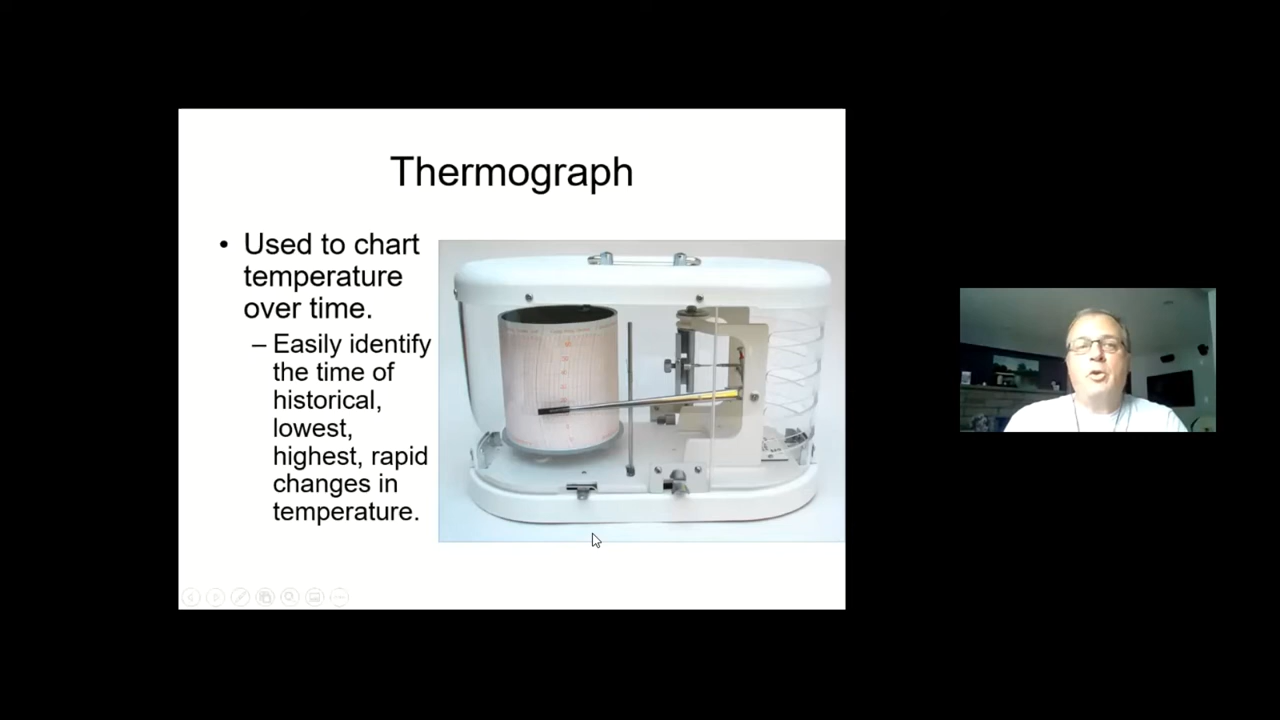 Thermograph
• Used to chart
temperature
over time.
– Easily identify
the time of
historical,
lowest,
highest, rapid
changes in
temperature.